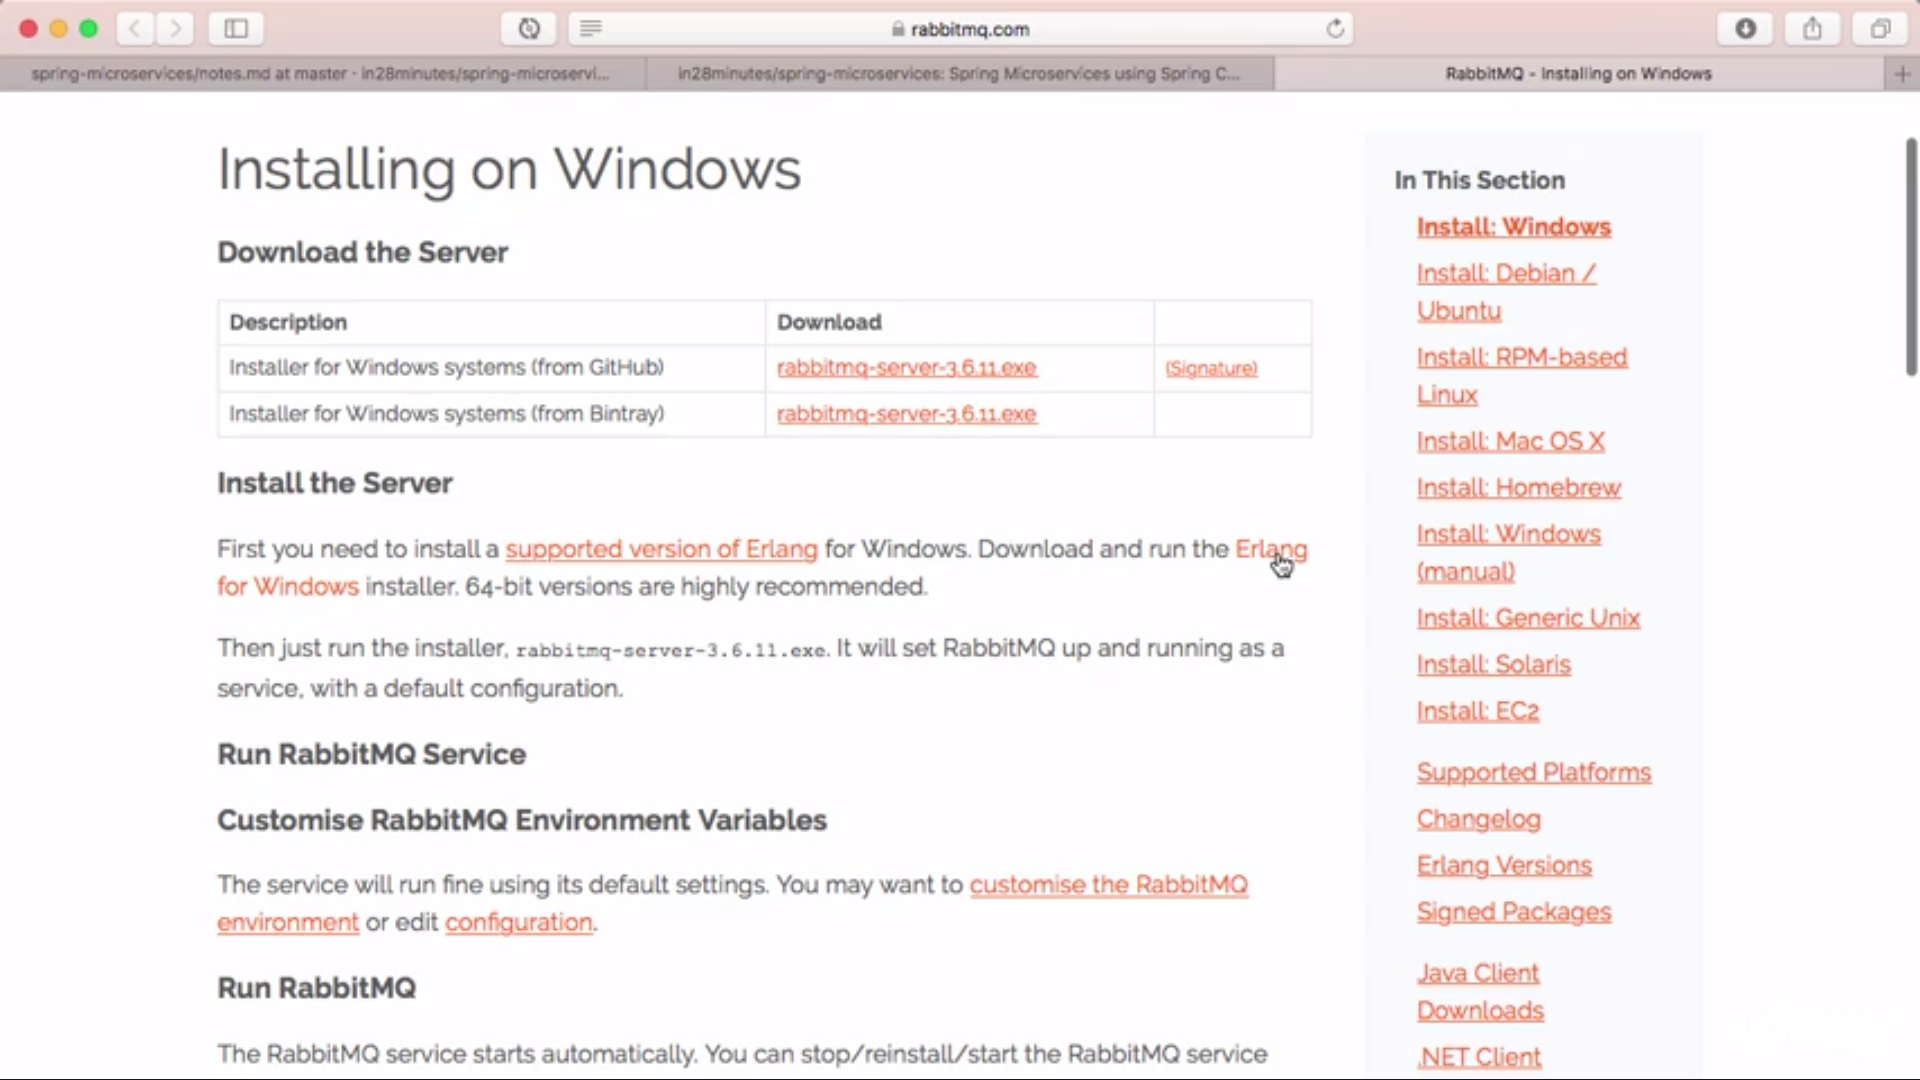 rabbitmq.com
spring-microservices/notes.md at master · in28minutes/spring-microservi...
in28minutes/spring-microservices: Spring Microservices using Spring C...
RabbitMQ - Installing on Windows
Installing on Windows
Download the Server
Description Download
Installer for Windows systems (from GitHub) rabbitmq-server-3.6.11.exe (Signature)
Installer for Windows systems (from Bintray) rabbitmq-server-3.6.11.exe
Install the Server
First you need to install a supported version of Erlang for Windows. Download and run the Erlang
for Windows installer. 64-bit versions are highly recommended.
Then just run the installer, rabbitmq-server-3.6.11.exe. It will set RabbitMQ up and running as a
service, with a default configuration.
Run RabbitMQ Service
Customise RabbitMQ Environment Variables
The service will run fine using its default settings. You may want to customise the RabbitMQ
environment or edit configuration.
Run RabbitMQ
The RabbitMQ service starts automatically. You can stop/reinstall/start the RabbitMQ service
In This Section
Install: Windows
Install: Debian /
Ubuntu
Install: RPM-based
Linux
Install: Mac OS X
Install: Homebrew
Install: Windows
(manual)
Install: Generic Unix
Install: Solaris
Install: EC2
Supported Platforms
Changelog
Erlang Versions
Signed Packages
Java Client
Downloads
.NET Client